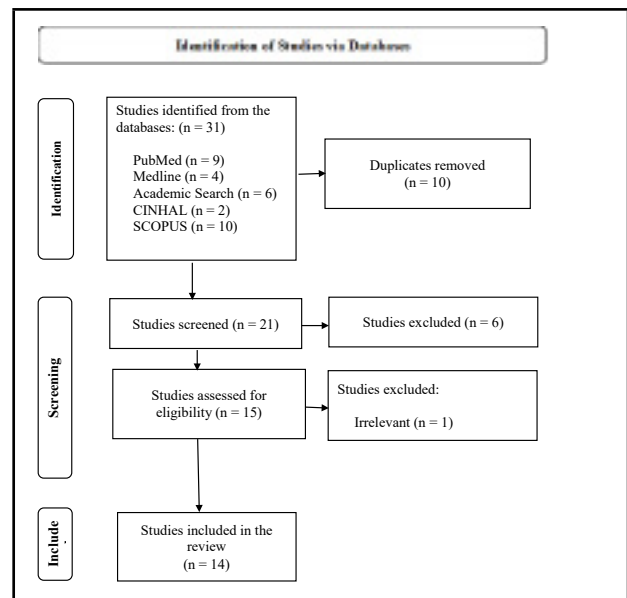 Identification of Studies via Databases
Identification
Studies identified from the
databases: (n = 31)
PubMed (n = 9)
Medline (n = 4)
Academic Search (n = 6)
CINHAL (n = 2)
SCOPUS (n = 10)
Duplicates removed
(n = 10)
Screening
Studies screened (n = 21)
Studies excluded (n = 6)
Studies assessed for
eligibility (n = 15)
Studies excluded:
Irrelevant (n = 1)
Include
Studies included in the
review
(n = 14)